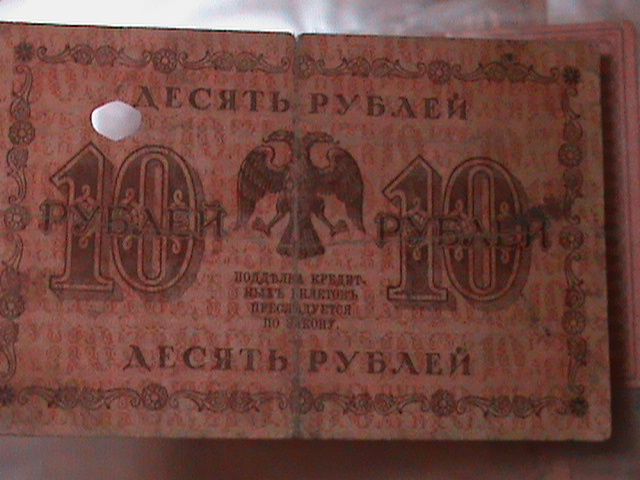 ДЕСЯТЬ РУБЛЕЙ
10 10
РУБЛЕЙ РУБЛЕЙ
ПОДДѢЛКА КРЕДИТ-
НЫХЪ БИЛЕТОВЪ
ПРЕСЛѢДУЕТСЯ
ПО ЗАКОНУ.
ДЕСЯТЬ РУБЛЕЙ